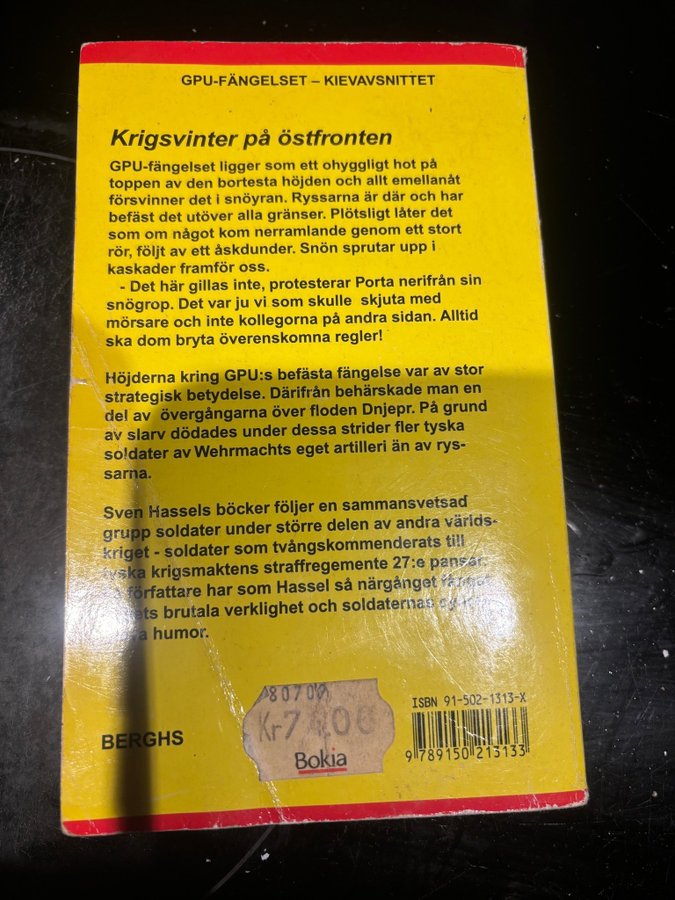 GPU-FÄNGELSET – KIEVAVSNITTET
Krigsvinter på östfronten
GPU-fängelset ligger som ett ohyggligt hot på
toppen av den bortesta höjden och allt emellanåt
försvinner det i snöyran. Ryssarna är där och har
befäst det utöver alla gränser. Plötsligt låter det
som om något kom nerramlande genom ett stort
rör, följt av ett åskdunder. Snön sprutar upp i
kaskader framför oss.
- Det här gillas inte, protesterar Porta nerifrån sin
snögrop. Det var ju vi som skulle skjuta med
mörsare och inte kollegorna på andra sidan. Alltid
ska dom bryta överenskomna regler!
Höjderna kring GPU:s befästa fängelse var av stor
strategisk betydelse. Därifrån behärskade man en
del av övergångarna över floden Dnjepr. På grund
av slarv dödades under dessa strider fler tyska
soldater av Wehrmachts eget artilleri än av rys-
sarna.
Sven Hassels böcker följer en sammansvetsad
grupp soldater under större delen av andra världs-
kriget - soldater som tvångskommenderats till
tyska krigsmaktens straffregemente 27:e pansar.
författare har som Hassel så närgånget
brutala verklighet och soldaternas
humor.
80700
Kr
Bokia
BERGHS
ISBN 91-502-1313-X
9 789150 213133